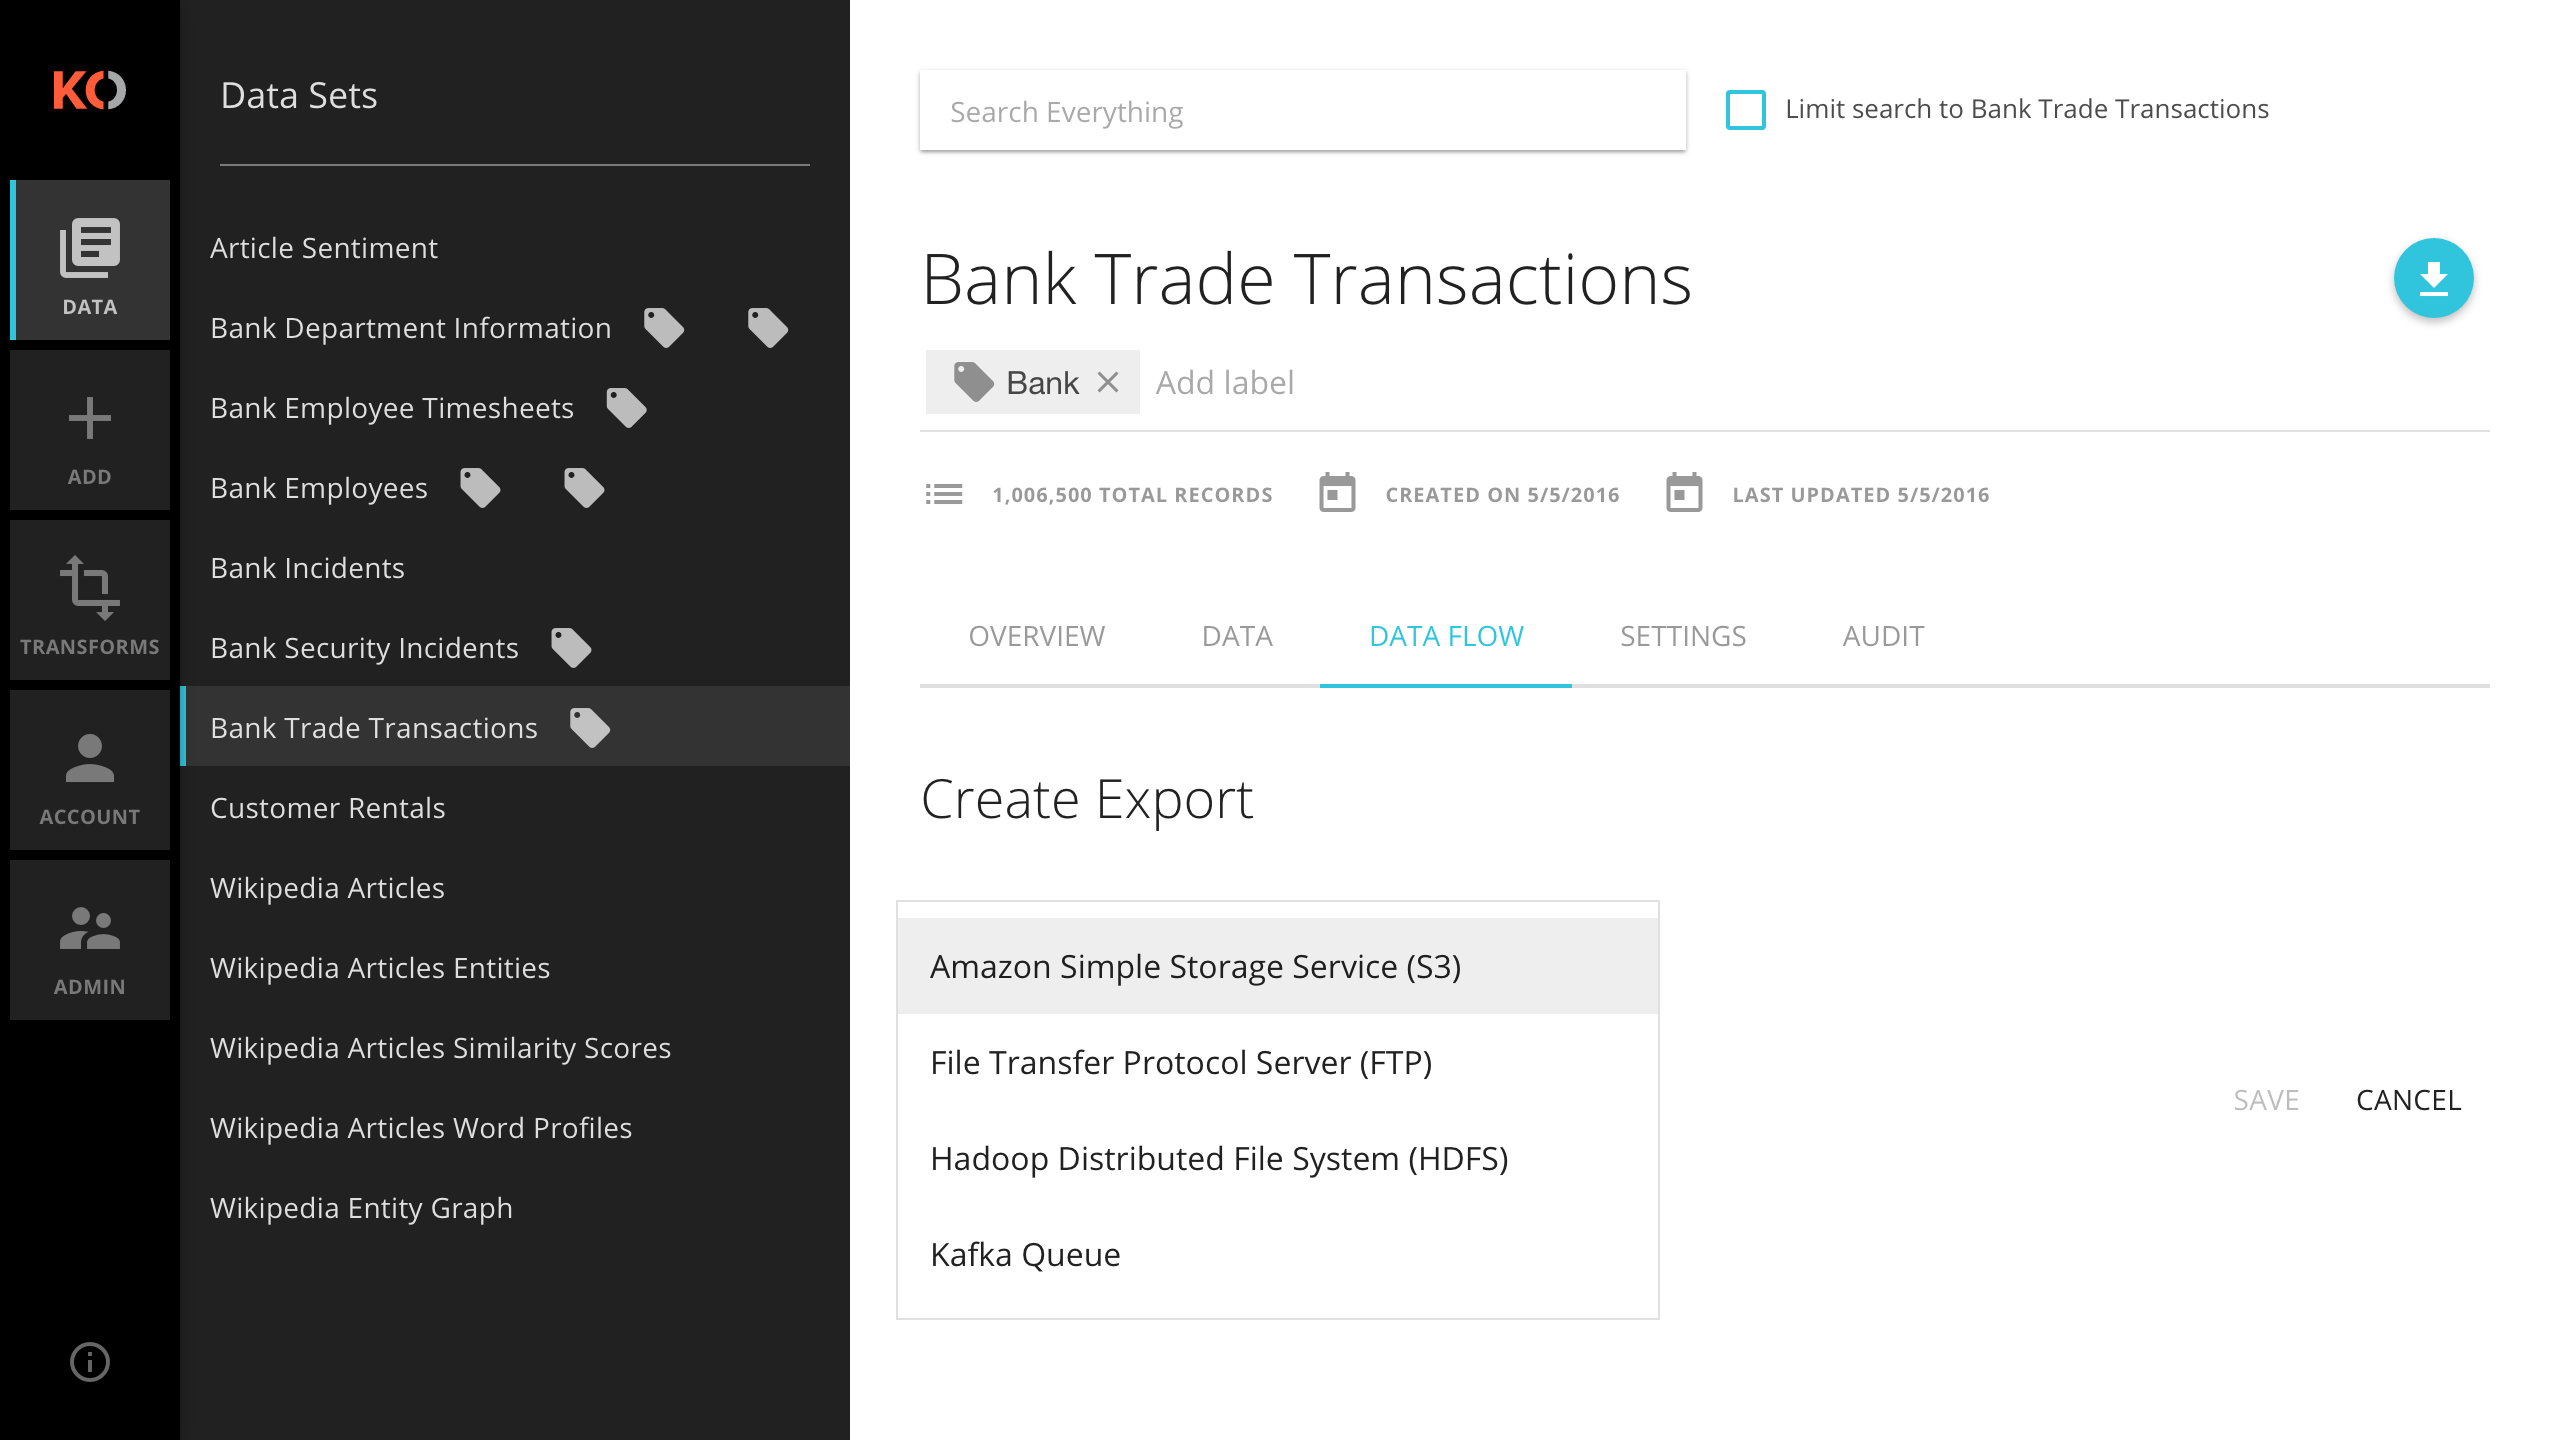 KO
DATA
ADD
TRANSFORMS
ACCOUNT
ADMIN
Data Sets
Article Sentiment
Bank Department Information
Bank Employee Timesheets
Bank Employees
Bank Incidents
Bank Security Incidents
Bank Trade Transactions
Customer Rentals
Wikipedia Articles
Wikipedia Articles Entities
Wikipedia Articles Similarity Scores
Wikipedia Articles Word Profiles
Wikipedia Entity Graph
Search Everything
Limit search to Bank Trade Transactions
Bank Trade Transactions
Bank Add label
1,006,500 TOTAL RECORDS CREATED ON 5/5/2016 LAST UPDATED 5/5/2016
OVERVIEW DATA DATA FLOW SETTINGS AUDIT
Create Export
Amazon Simple Storage Service (S3)
File Transfer Protocol Server (FTP)
Hadoop Distributed File System (HDFS)
Kafka Queue
SAVE CANCEL